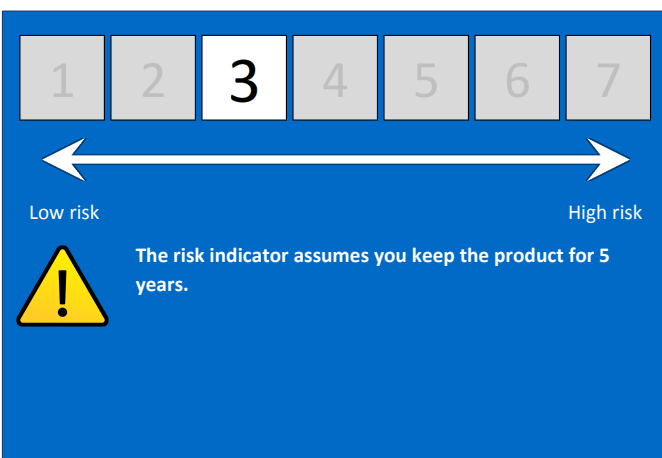 1 2 3 4 5 6 7
Low risk High risk
The risk indicator assumes you keep the product for 5
years.